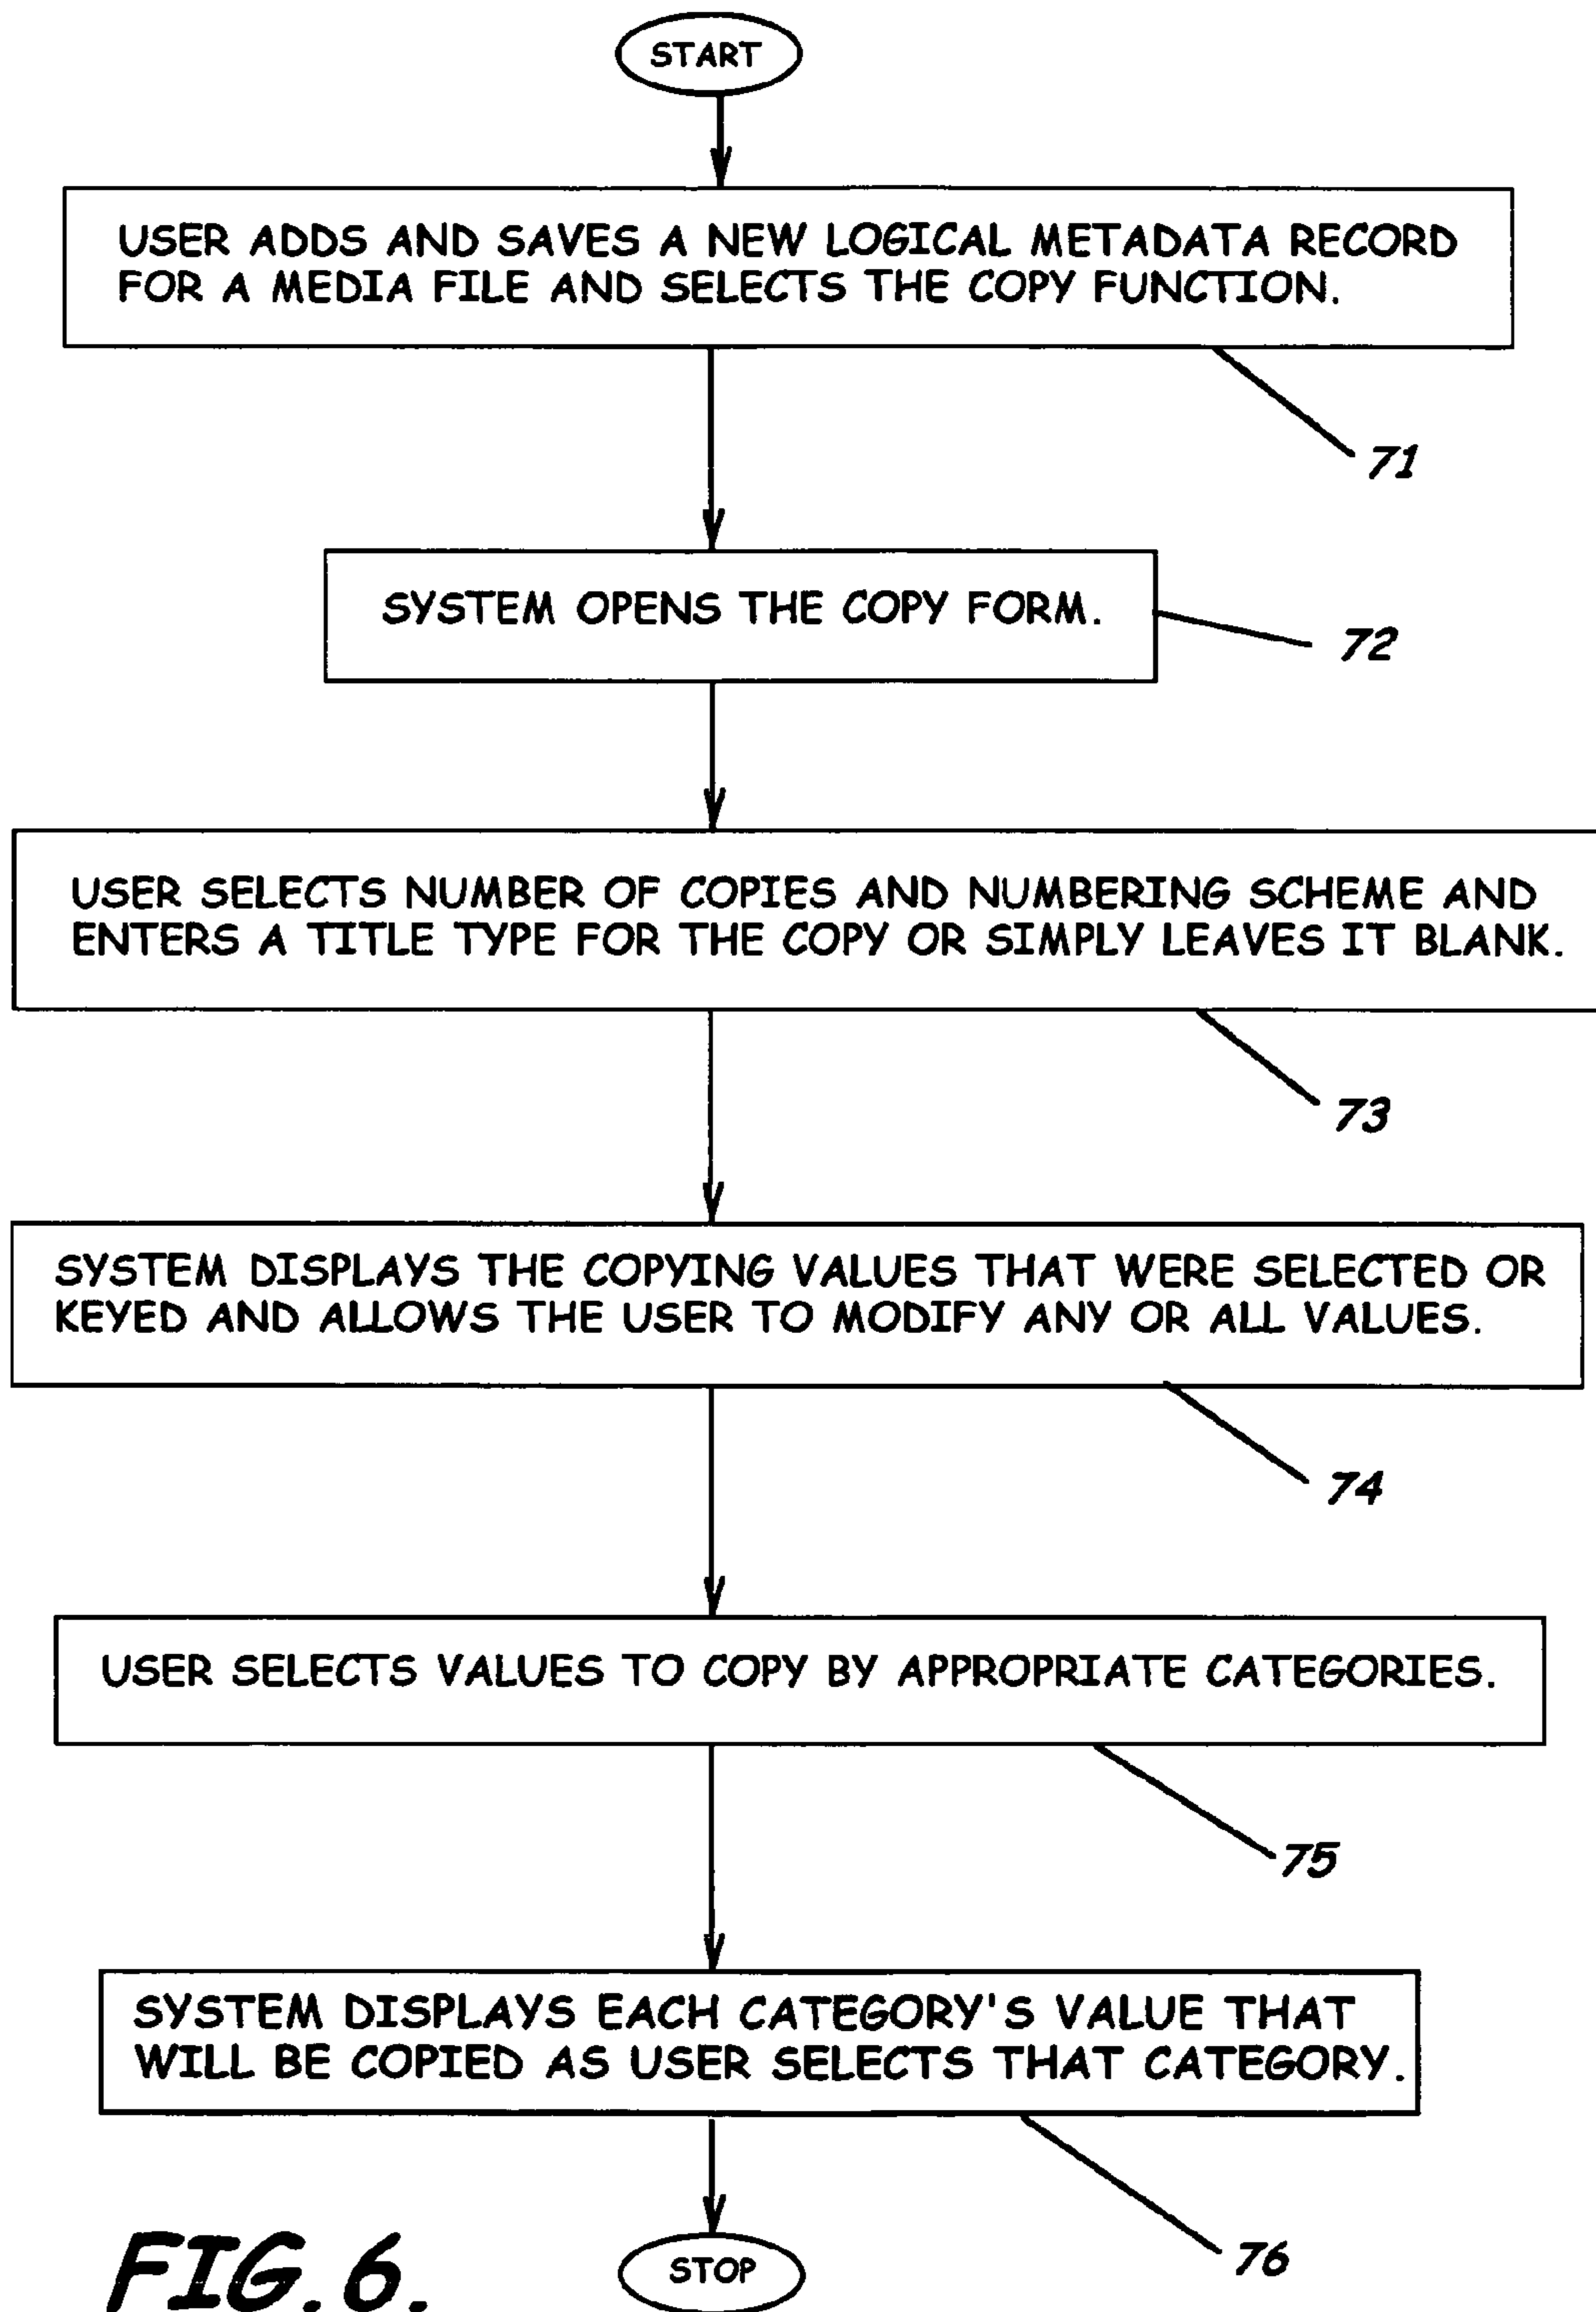 START
USER ADDS AND SAVES A NEW LOGICAL METADATA RECORD
FOR A MEDIA FILE AND SELECTS THE COPY FUNCTION.
71
SYSTEM OPENS THE COPY FORM.
72
USER SELECTS NUMBER OF COPIES AND NUMBERING SCHEME AND
ENTERS A TITLE TYPE FOR THE COPY OR SIMPLY LEAVES IT BLANK.
73
SYSTEM DISPLAYS THE COPYING VALUES THAT WERE SELECTED OR
KEYED AND ALLOWS THE USER TO MODIFY ANY OR ALL VALUES.
74
USER SELECTS VALUES TO COPY BY APPROPRIATE CATEGORIES.
75
SYSTEM DISPLAYS EACH CATEGORY'S VALUE THAT
WILL BE COPIED AS USER SELECTS THAT CATEGORY.
76
STOP
FIG.6.